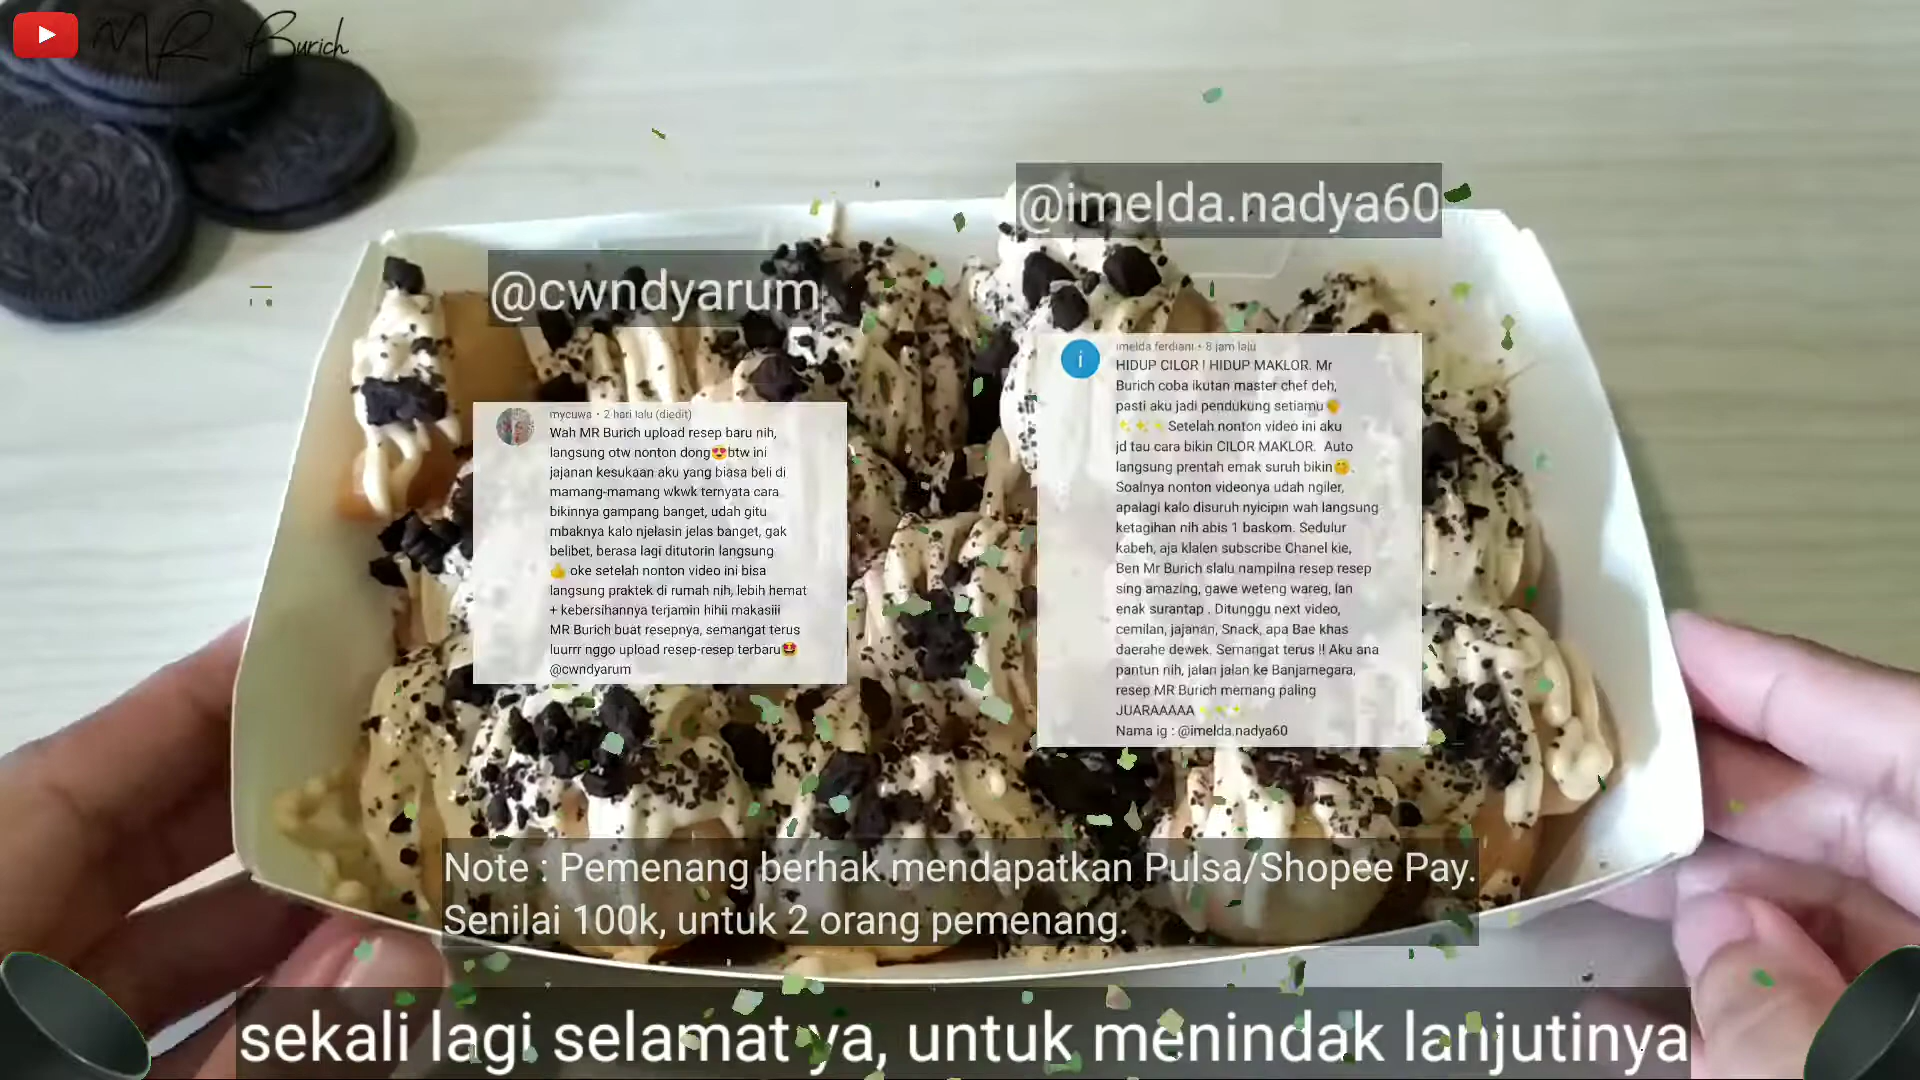 MR Burich
@imelda.nadya60
@cwndyarum
mycuwa • 2 hari lalu (diedit)
Wah MR Burich upload resep baru nih,
langsung otw nonton dong😍btw ini
jajanan kesukaan aku yang biasa beli di
mamang-mamang wkwk ternyata cara
bikinnya gampang banget, udah gitu
mbaknya kalo njelasin jelas banget, gak
belibet, berasa lagi ditutorin langsung
👍 oke setelah nonton video ini bisa
langsung praktek di rumah nih, lebih hemat
+ kebersihannya terjamin hihii makasiii
MR Burich buat resepnya, semangat terus
luurrr nggo upload resep-resep terbaru🤩
@cwndyarum
i
imelda ferdiani • 8 jam lalu
HIDUP CILOR ! HIDUP MAKLOR. Mr
Burich coba ikutan master chef deh,
pasti aku jadi pendukung setiamu
✨✨Setelah nonton video ini aku
jd tau cara bikin CILOR MAKLOR. Auto
langsung prentah emak suruh bikin😋.
Soalnya nonton videonya udah ngiler,
apalagi kalo disuruh nyicipin wah langsung
ketagihan nih abis 1 baskom. Sedulur
kabeh, aja klalen subscribe Chanel kie,
Ben Mr Burich slalu nampilna resep resep
sing amazing, gawe weteng wareg, lan
enak surantap . Ditunggu next video,
cemilan, jajanan, Snack, apa Bae khas
daerahe dewek. Semangat terus !! Aku ana
pantun nih, jalan jalan ke Banjarnegara,
resep MR Burich memang paling
JUARAAAAA ✨✨
Nama ig : @imelda.nadya60
Note : Pemenang berhak mendapatkan Pulsa/Shopee Pay.
Senilai 100k, untuk 2 orang pemenang.
sekali lagi selamat ya, untuk menindak lanjutinya